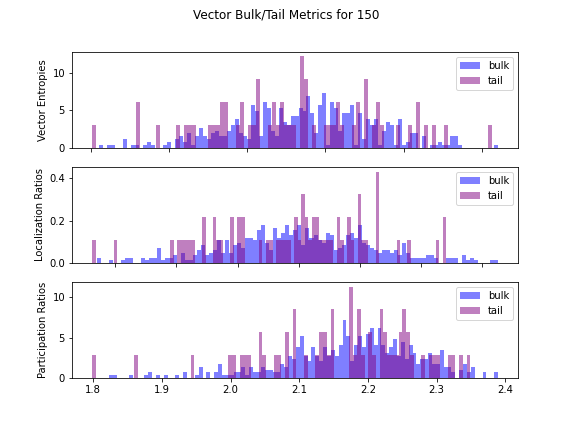 Vector Bulk/Tail Metrics for 150
Vector Entropies
10
5
0
bulk
tail
Localization Ratios
0.4
0.2
0.0
bulk
tail
Participation Ratios
10
5
0
bulk
tail
1.8 1.9 2.0 2.1 2.2 2.3 2.4